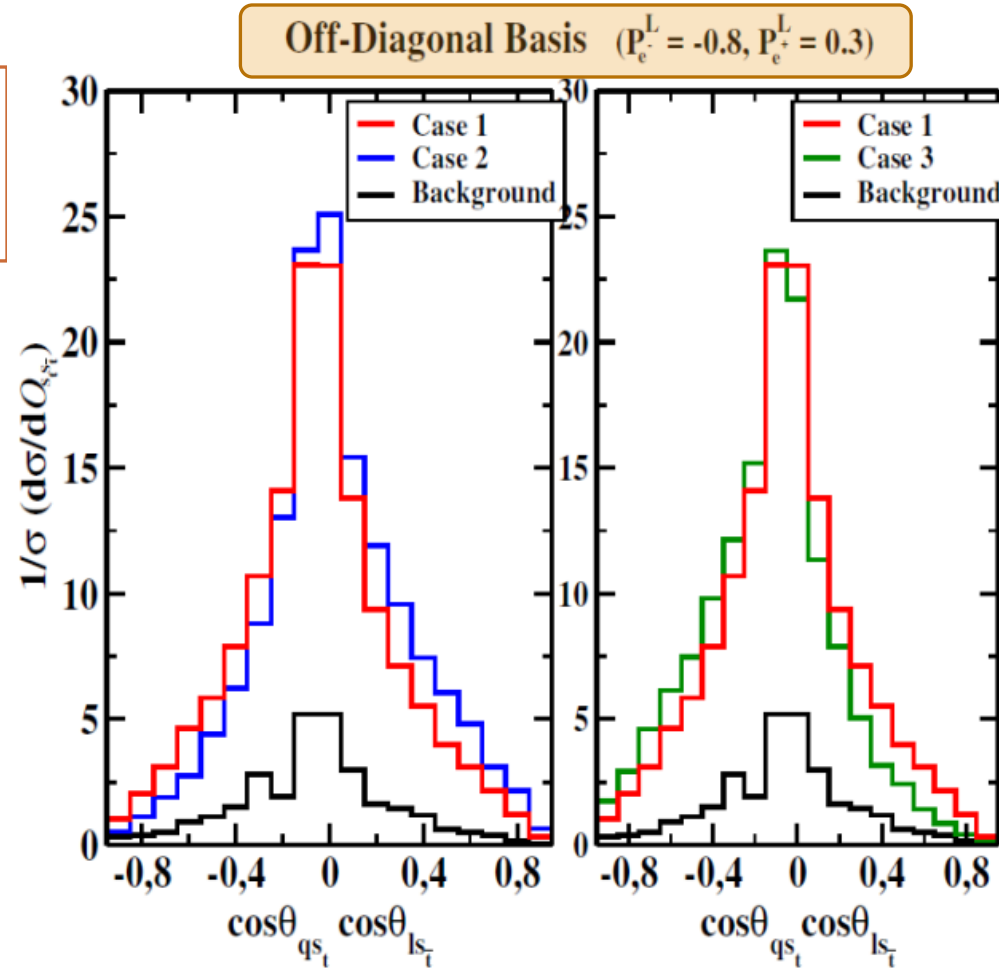 Off-Diagonal Basis (P_e-^L = -0.8, P_e+^L = 0.3)
1/σ (dσ/dO_{s_t s_t̄})
30
25
20
15
10
5
0
Case 1
Case 2
Background
-0,8 -0,4 0 0,4 0,8
cosθ_{qs_t} cosθ_{ls_t̄}
30
25
20
15
10
5
0
Case 1
Case 3
Background
-0,8 -0,4 0 0,4 0,8
cosθ_{qs_t} cosθ_{ls_t̄}